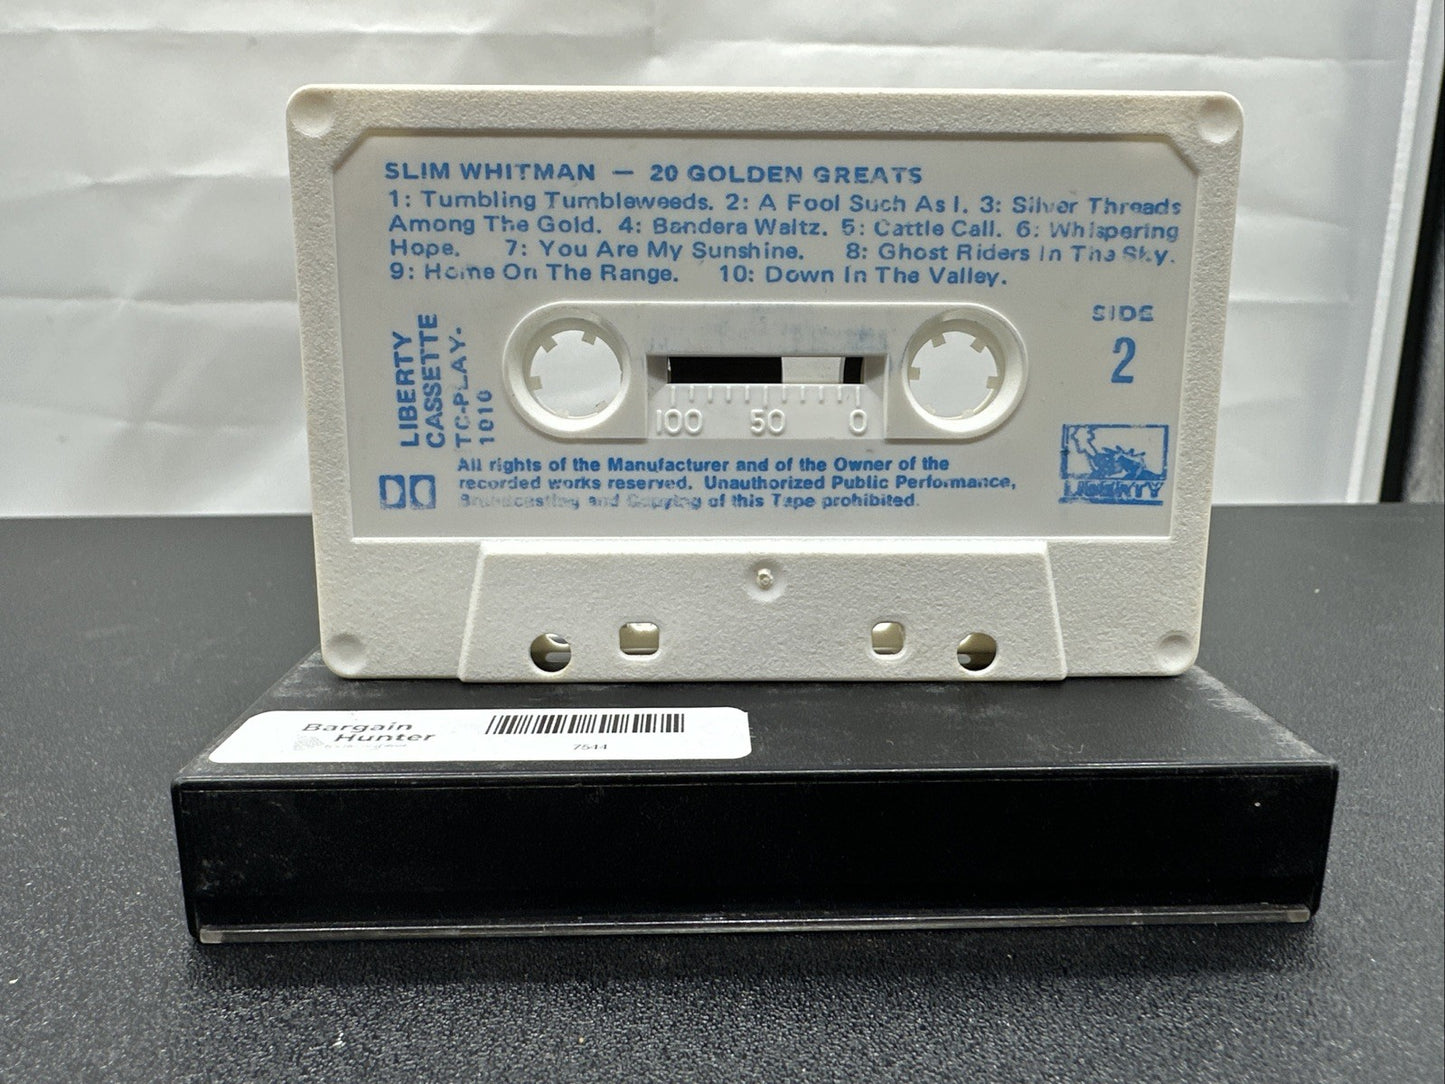 SLIM WHITMAN — 20 GOLDEN GREATS
1: Tumbling Tumbleweeds. 2: A Fool Such As I. 3: Silver Threads
Among The Gold. 4: Bandera Waltz. 5: Cattle Call. 6: Whispering
Hope. 7: You Are My Sunshine. 8: Ghost Riders In The Sky.
9: Home On The Range. 10: Down In The Valley.
SIDE
2
LIBERTY
CASSETTE
TC-PLAY-
1010
100 50 0
All rights of the Manufacturer and of the Owner of the
recorded works reserved. Unauthorized Public Performance,
Broadcasting and Copying of this Tape prohibited.
LIBERTY
Bargain
Hunter
7544